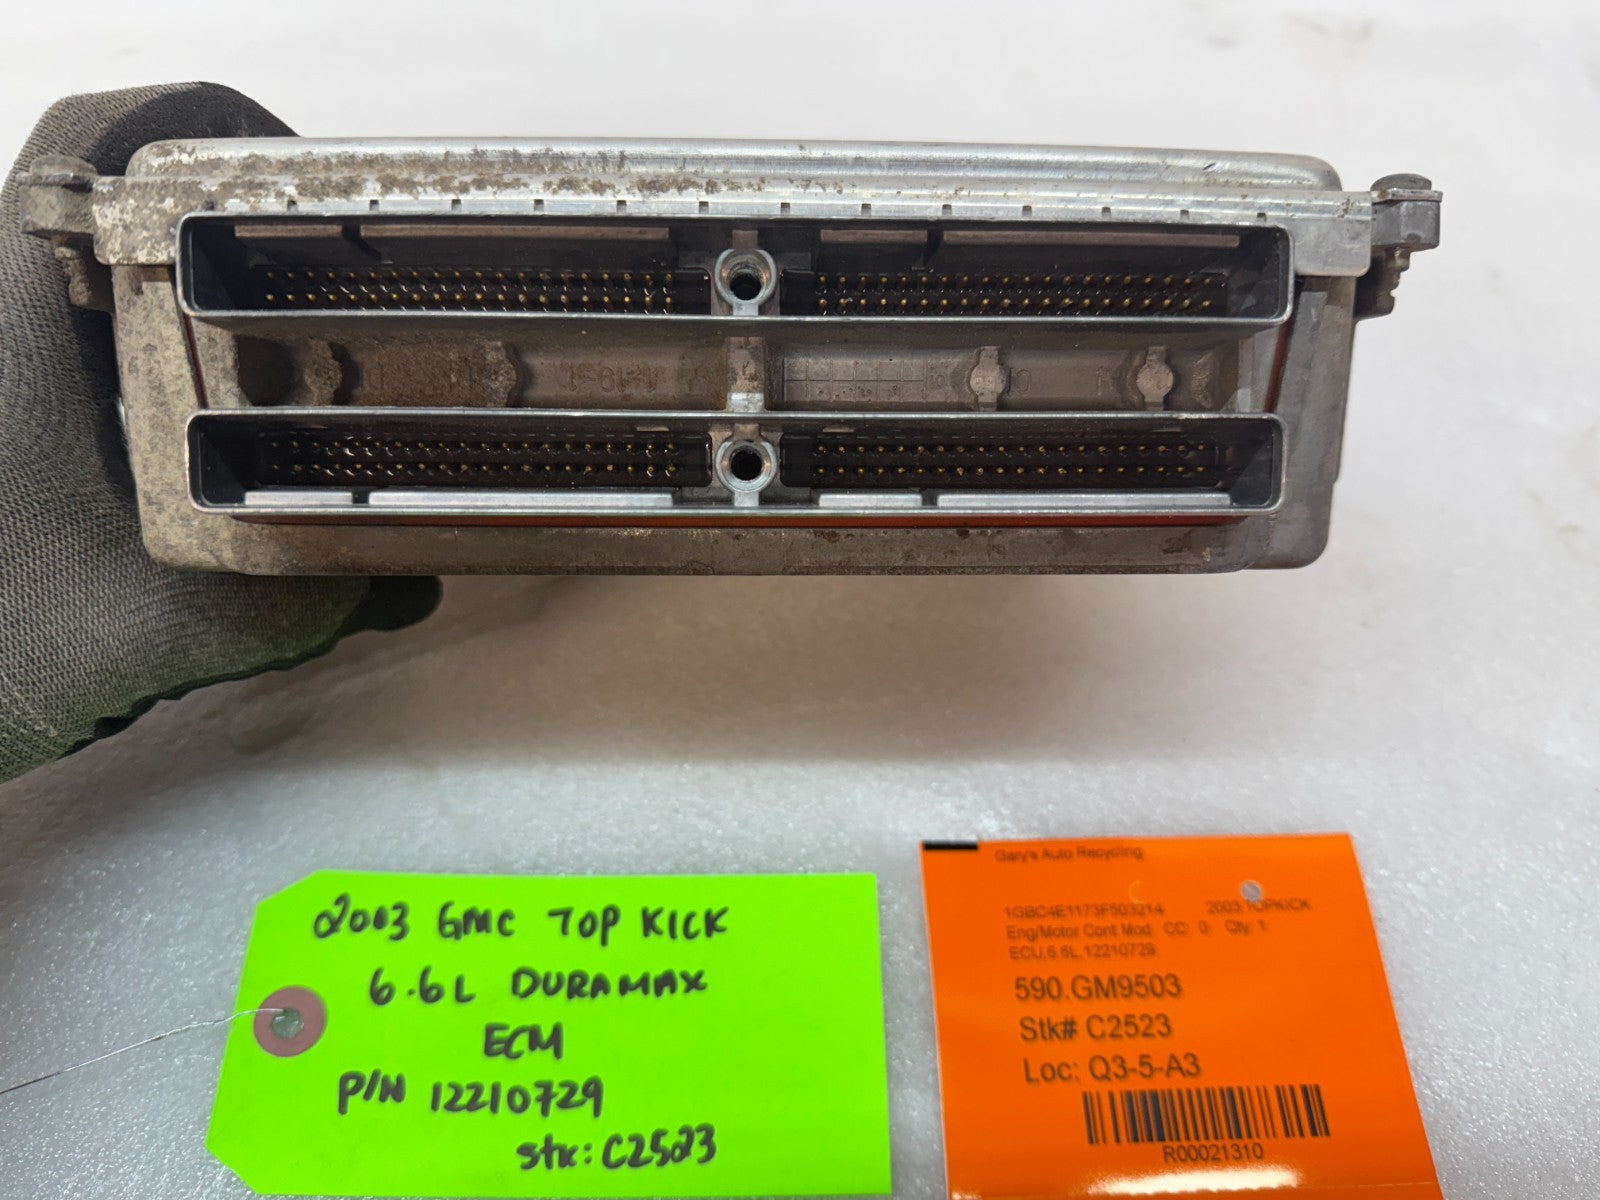 2003 GMC TOP KICK
6.6L DURAMAX
ECM
P/N 12210729
stk: C2523
Gary's Auto Recycling
1GBC4E1173F503214 2003.TOPKICK
Eng/Motor Cont Mod CC: 0 Qty: 1
ECU,6.6L,12210729
590.GM9503
Stk# C2523
Loc: Q3-5-A3
R00021310